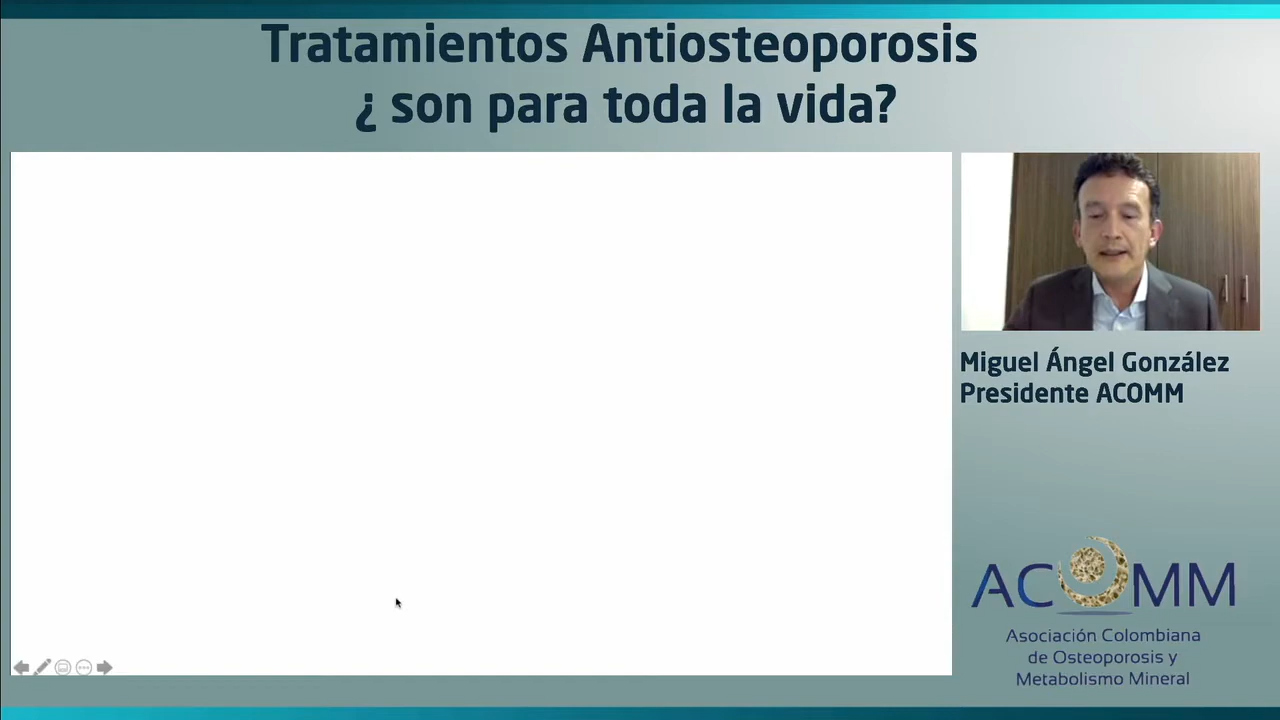 Tratamientos Antiosteoporosis
¿ son para toda la vida?
Miguel Ángel González
Presidente ACOMM
ACOMM
Asociación Colombiana
de Osteoporosis y
Metabolismo Mineral